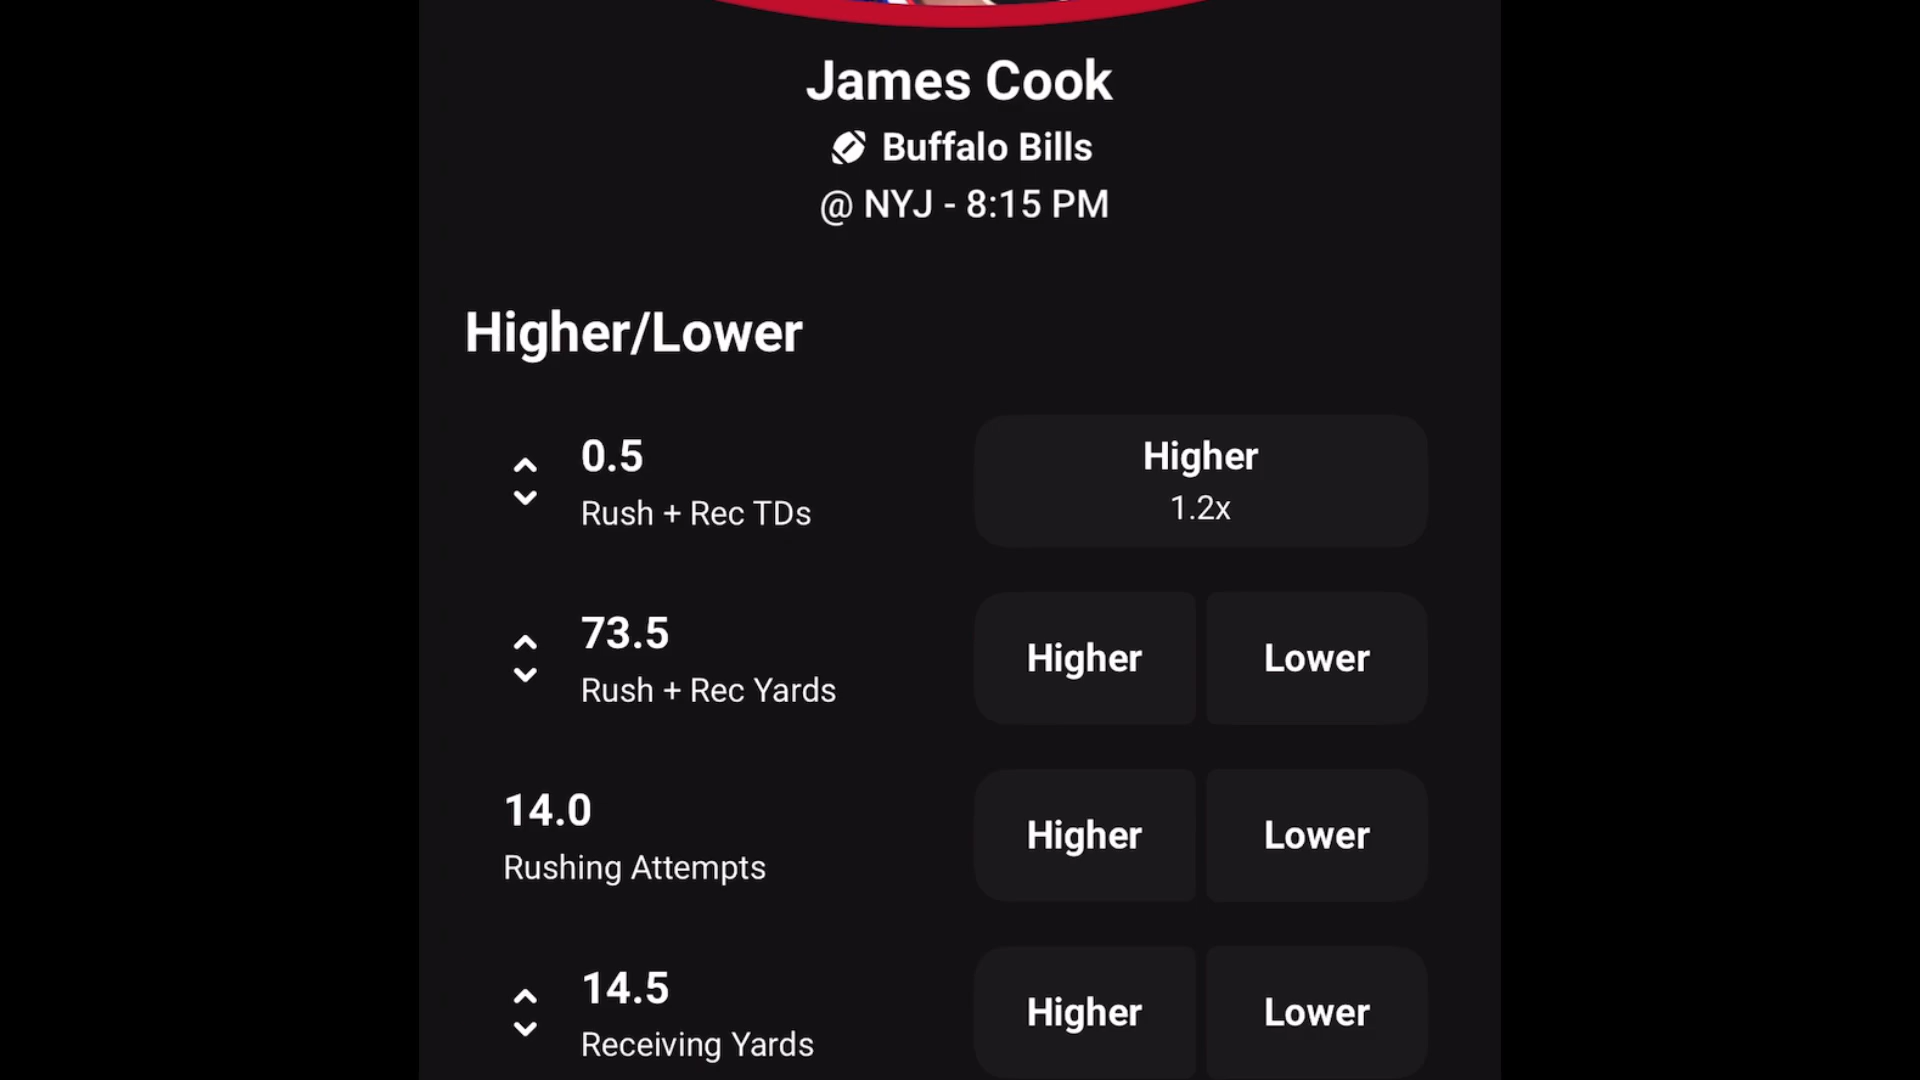 James Cook
Buffalo Bills
@ NYJ - 8:15 PM
Higher/Lower
0.5
Rush + Rec TDs
Higher
1.2x
73.5
Rush + Rec Yards
Higher
Lower
14.0
Rushing Attempts
Higher
Lower
14.5
Receiving Yards
Higher
Lower